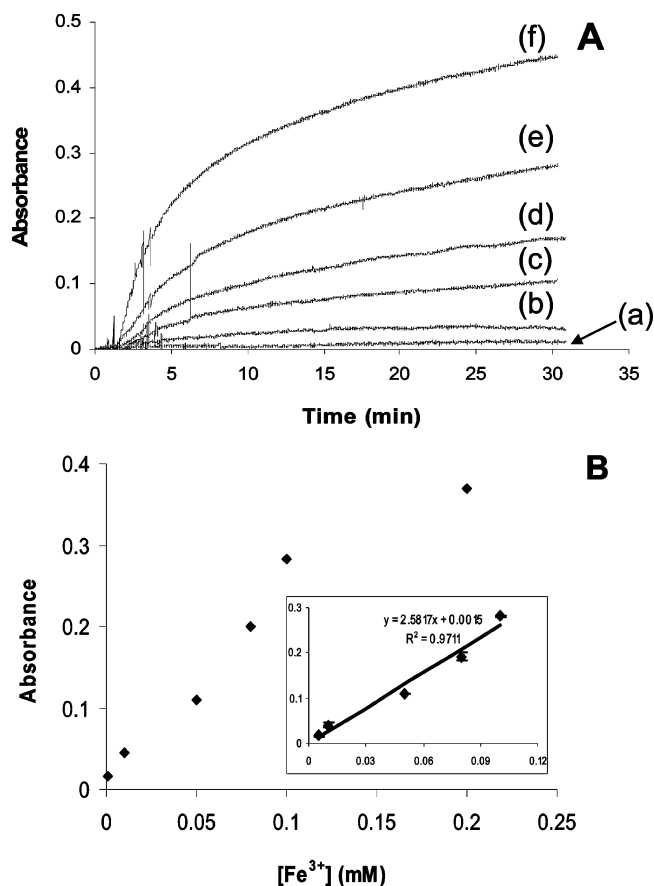 A
0.5
0.4
0.3
0.2
0.1
0
Absorbance
(f)
(e)
(d)
(c)
(b)
(a)
0 5 10 15 20 25 30 35
Time (min)
B
0.4
0.3
0.2
0.1
0
Absorbance
0.3
0.2
0.1
0
y = 2.5817x + 0.0015
R² = 0.9711
0 0.03 0.06 0.09 0.12
0 0.05 0.1 0.15 0.2 0.25
[Fe³⁺] (mM)